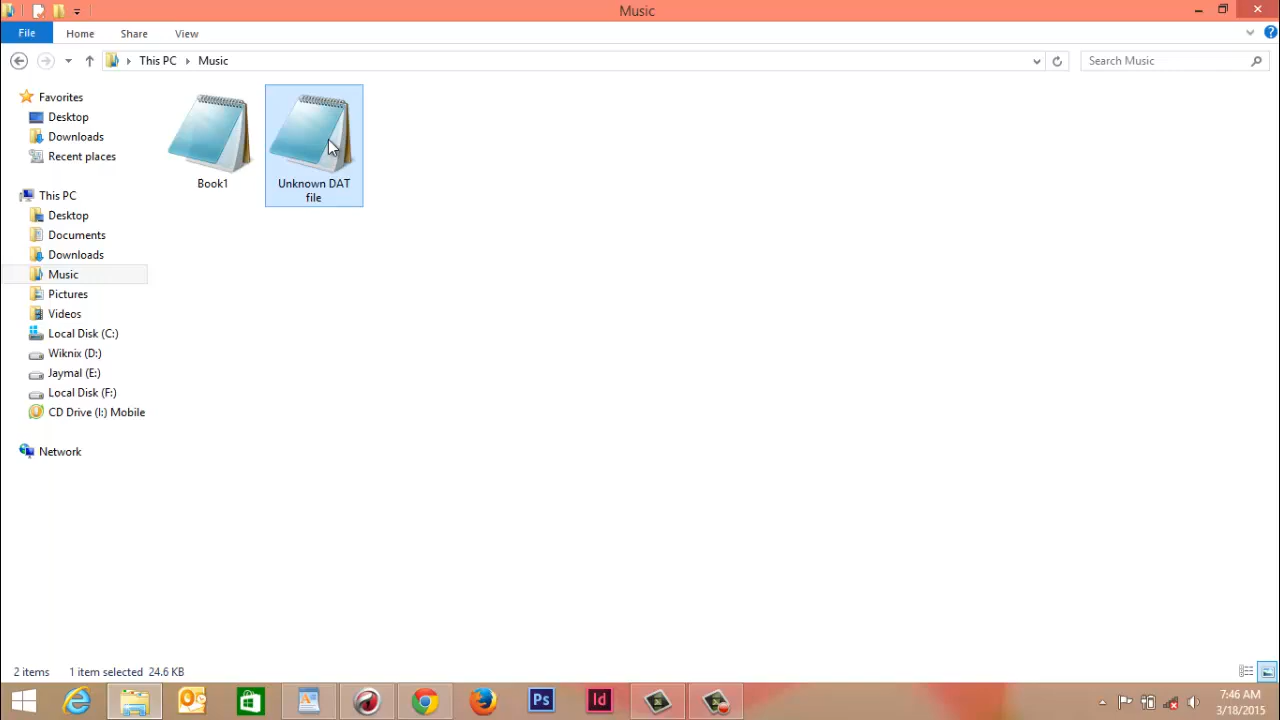 Music
File
Home
Share
View
This PC
Music
Search Music
Favorites
Desktop
Downloads
Recent places
This PC
Desktop
Documents
Downloads
Music
Pictures
Videos
Local Disk (C:)
Wiknix (D:)
Jaymal (E:)
Local Disk (F:)
CD Drive (I:) Mobile
Network
Book1
Unknown DAT
file
2 items
1 item selected 24.6 KB
Ps
Id
7:46 AM
3/18/2015